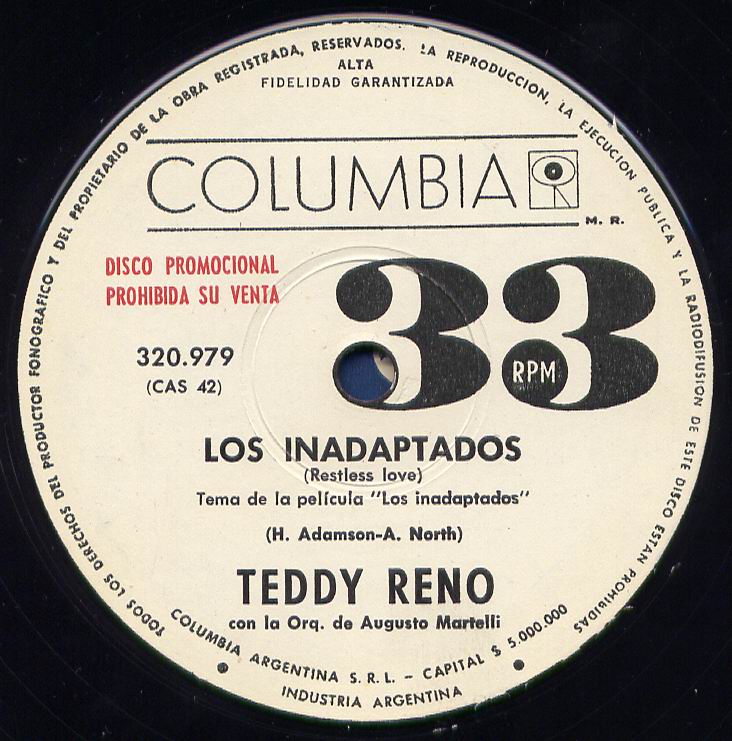 TODOS LOS DERECHOS DEL PRODUCTOR FONOGRAFICO Y DEL PROPIETARIO DE LA OBRA REGISTRADA, RESERVADOS. LA REPRODUCCION, LA EJECUCION PUBLICA Y LA RADIODIFUSION DE ESTE DISCO ESTAN PROHIBIDAS
ALTA
FIDELIDAD GARANTIZADA
COLUMBIA
M. R.
DISCO PROMOCIONAL
PROHIBIDA SU VENTA
33
RPM
320.979
(CAS 42)
LOS INADAPTADOS
(Restless love)
Tema de la película "Los inadaptados"
(H. Adamson-A. North)
TEDDY RENO
con la Orq. de Augusto Martelli
COLUMBIA ARGENTINA S. R. L. - CAPITAL $ 5.000.000
INDUSTRIA ARGENTINA